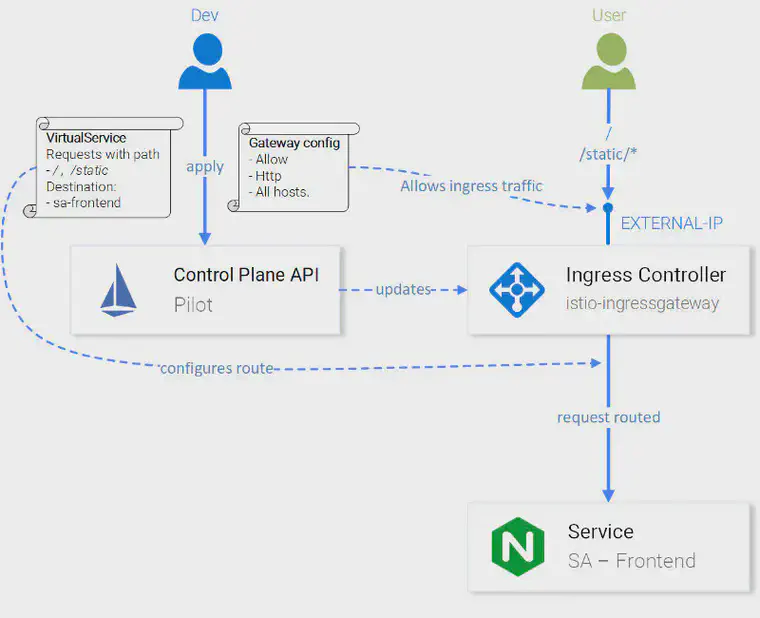 Dev
User
VirtualService
Requests with path
- /, /static
Destination:
- sa-frontend
apply
Gateway config
- Allow
- Http
- All hosts.
/
/static/*
Allows ingress traffic
EXTERNAL-IP
Control Plane API
Pilot
updates
Ingress Controller
istio-ingressgateway
configures route
request routed
N
Service
SA – Frontend